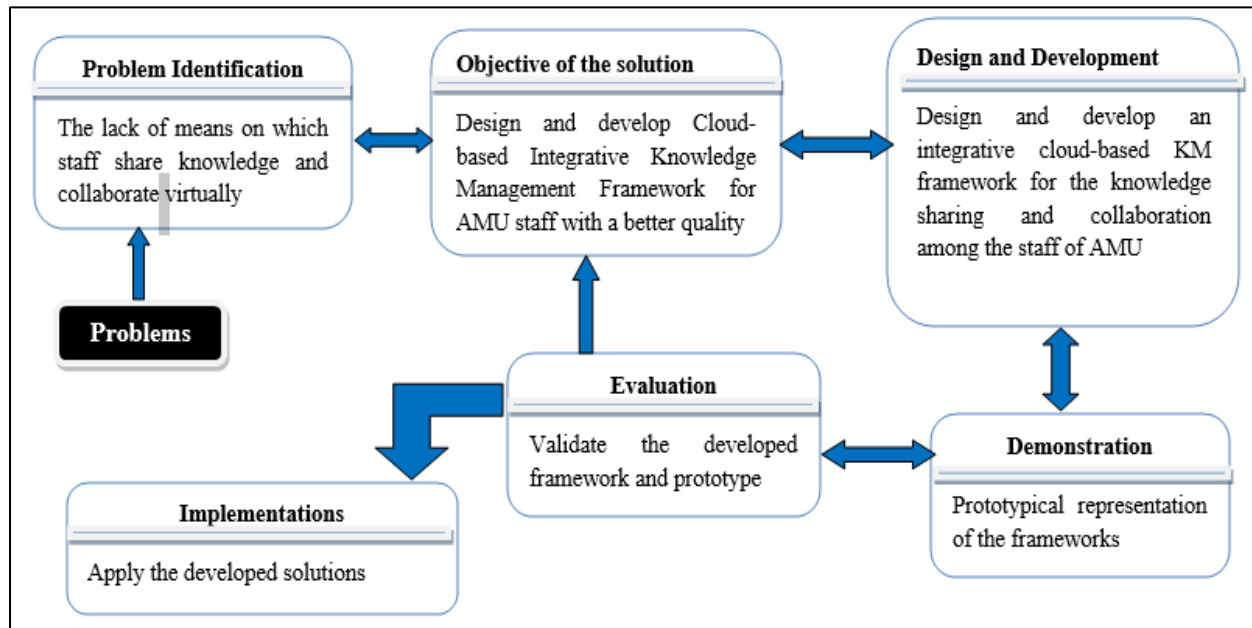 Problem Identification
The lack of means on which
staff share knowledge and
collaborate virtually
Objective of the solution
Design and develop Cloud-
based Integrative Knowledge
Management Framework for
AMU staff with a better quality
Design and Development
Design and develop an
integrative cloud-based KM
framework for the knowledge
sharing and collaboration
among the staff of AMU
Problems
Evaluation
Validate the developed
framework and prototype
Demonstration
Prototypical representation
of the frameworks
Implementations
Apply the developed solutions